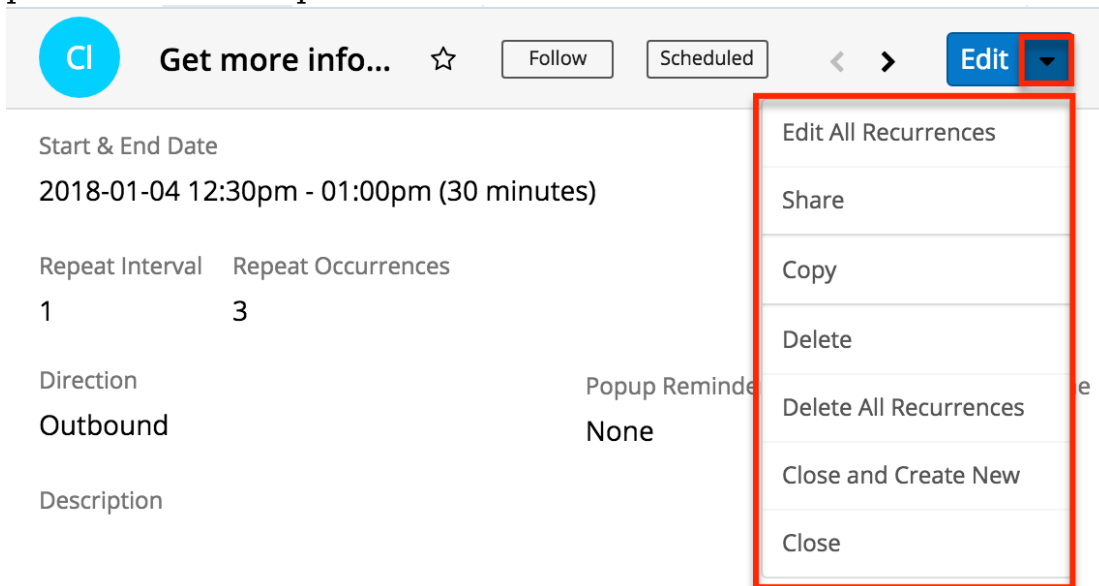 Cl Get more info... Follow Scheduled Edit
Edit All Recurrences
Start & End Date
2018-01-04 12:30pm - 01:00pm (30 minutes)
Share
Repeat Interval Repeat Occurrences
Copy
1 3
Delete
Direction
Popup Reminde
e
Delete All Recurrences
Outbound
None
Close and Create New
Description
Close